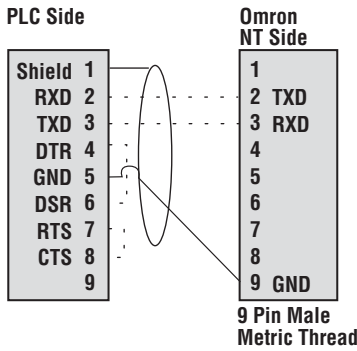 PLC Side
Omron
NT Side
Shield 1
RXD 2
TXD 3
DTR 4
GND 5
DSR 6
RTS 7
CTS 8
9
1
2 TXD
3 RXD
4
5
6
7
8
9 GND
9 Pin Male
Metric Thread